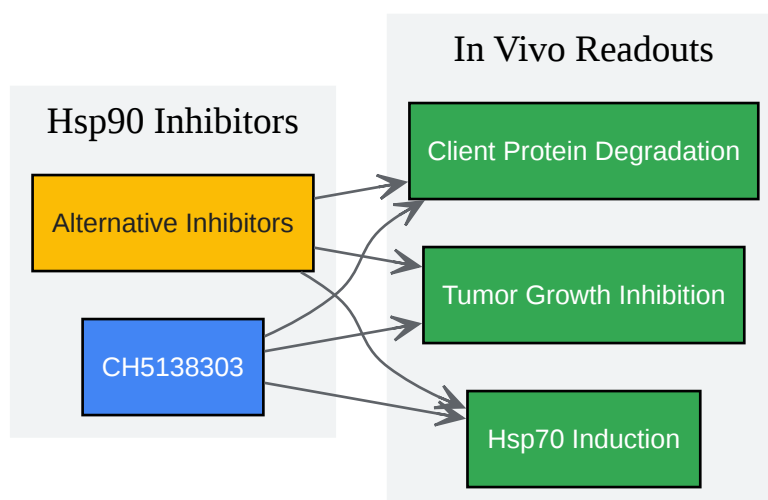 Hsp90 Inhibitors
Alternative Inhibitors
CH5138303
In Vivo Readouts
Client Protein Degradation
Tumor Growth Inhibition
Hsp70 Induction